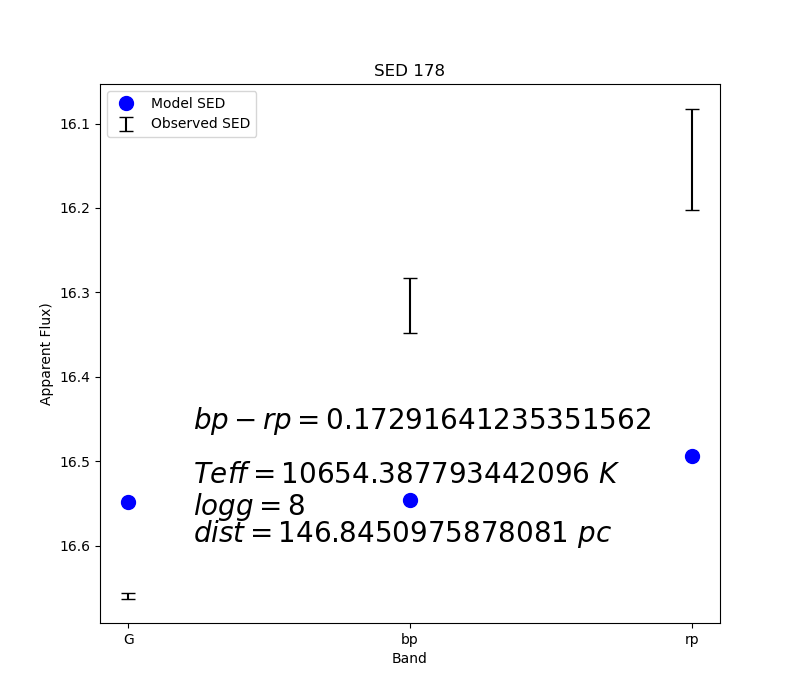 SED 178
Model SED
Observed SED
16.1
16.2
16.3
16.4
16.5
16.6
Apparent Flux)
bp − rp = 0.17291641235351562
Teff = 10654.387793442096 K
logg = 8
dist = 146.8450975878081 pc
G
bp
rp
Band